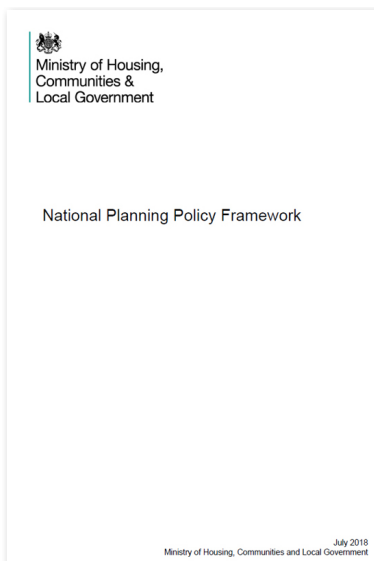 Ministry of Housing,
Communities &
Local Government
National Planning Policy Framework
July 2018
Ministry of Housing, Communities and Local Government